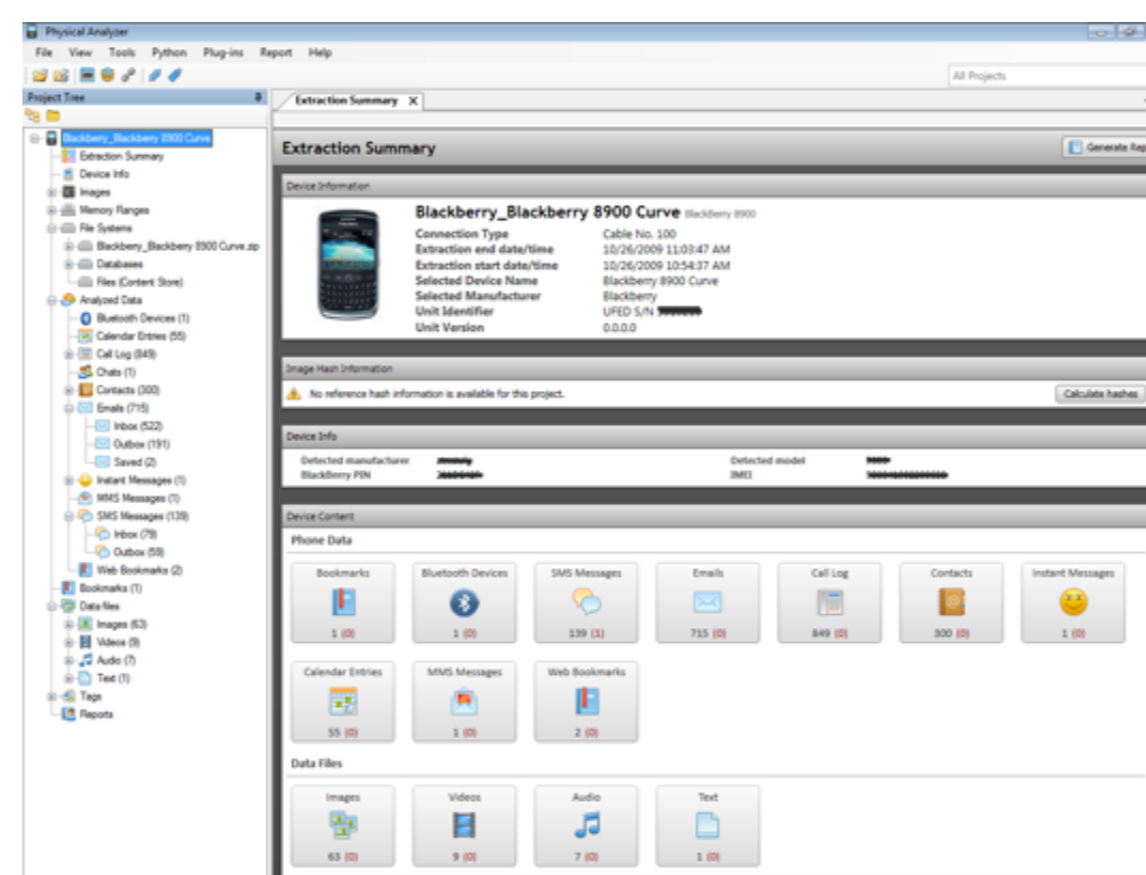 Physical Analyzer
File View Tools Python Plug-ins Report Help
All Projects
Project Tree
Blackberry_Blackberry 8900 Curve
Extraction Summary
Device Info
Images
Memory Ranges
File Systems
Blackberry_Blackberry 8900 Curve.zip
Databases
Files (Content Store)
Analyzed Data
Bluetooth Devices (1)
Calendar Entries (55)
Call Log (849)
Chats (1)
Contacts (300)
Emails (715)
Inbox (522)
Outbox (191)
Saved (2)
Instant Messages (1)
MMS Messages (1)
SMS Messages (139)
Inbox (79)
Outbox (59)
Web Bookmarks (2)
Bookmarks (1)
Data files
Images (63)
Videos (9)
Audio (7)
Text (1)
Tags
Reports
Extraction Summary X
Extraction Summary
Generate Rep
Device Information
Blackberry_Blackberry 8900 Curve Blackberry 8900
Connection Type Cable No. 100
Extraction end date/time 10/26/2009 11:03:47 AM
Extraction start date/time 10/26/2009 10:54:37 AM
Selected Device Name Blackberry 8900 Curve
Selected Manufacturer Blackberry
Unit Identifier UFED S/N
Unit Version 0.0.0.0
Image Hash Information
No reference hash information is available for this project.
Calculate hashes
Device Info
Detected manufacturer Detected model
BlackBerry PIN IMEI
Device Content
Phone Data
Bookmarks Bluetooth Devices SMS Messages Emails Call Log Contacts Instant Messages
1 (0) 1 (0) 139 (1) 715 (0) 849 (0) 300 (0) 1 (0)
Calendar Entries MMS Messages Web Bookmarks
55 (0) 1 (0) 2 (0)
Data Files
Images Videos Audio Text
63 (0) 9 (0) 7 (0) 1 (0)